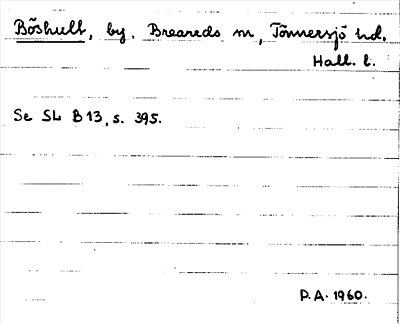 Böshult, by. Breareds sn, Tönnersjö hd.
Hall. l.
Se SL B 13, s. 395.
P.A. 1960.